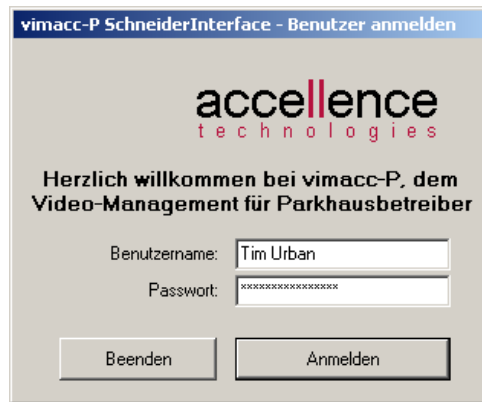 vimacc-P SchneiderInterface - Benutzer anmelden
accellence
technologies
Herzlich willkommen bei vimacc-P, dem
Video-Management für Parkhausbetreiber
Benutzername: Tim Urban
Passwort: ****************
Beenden Anmelden